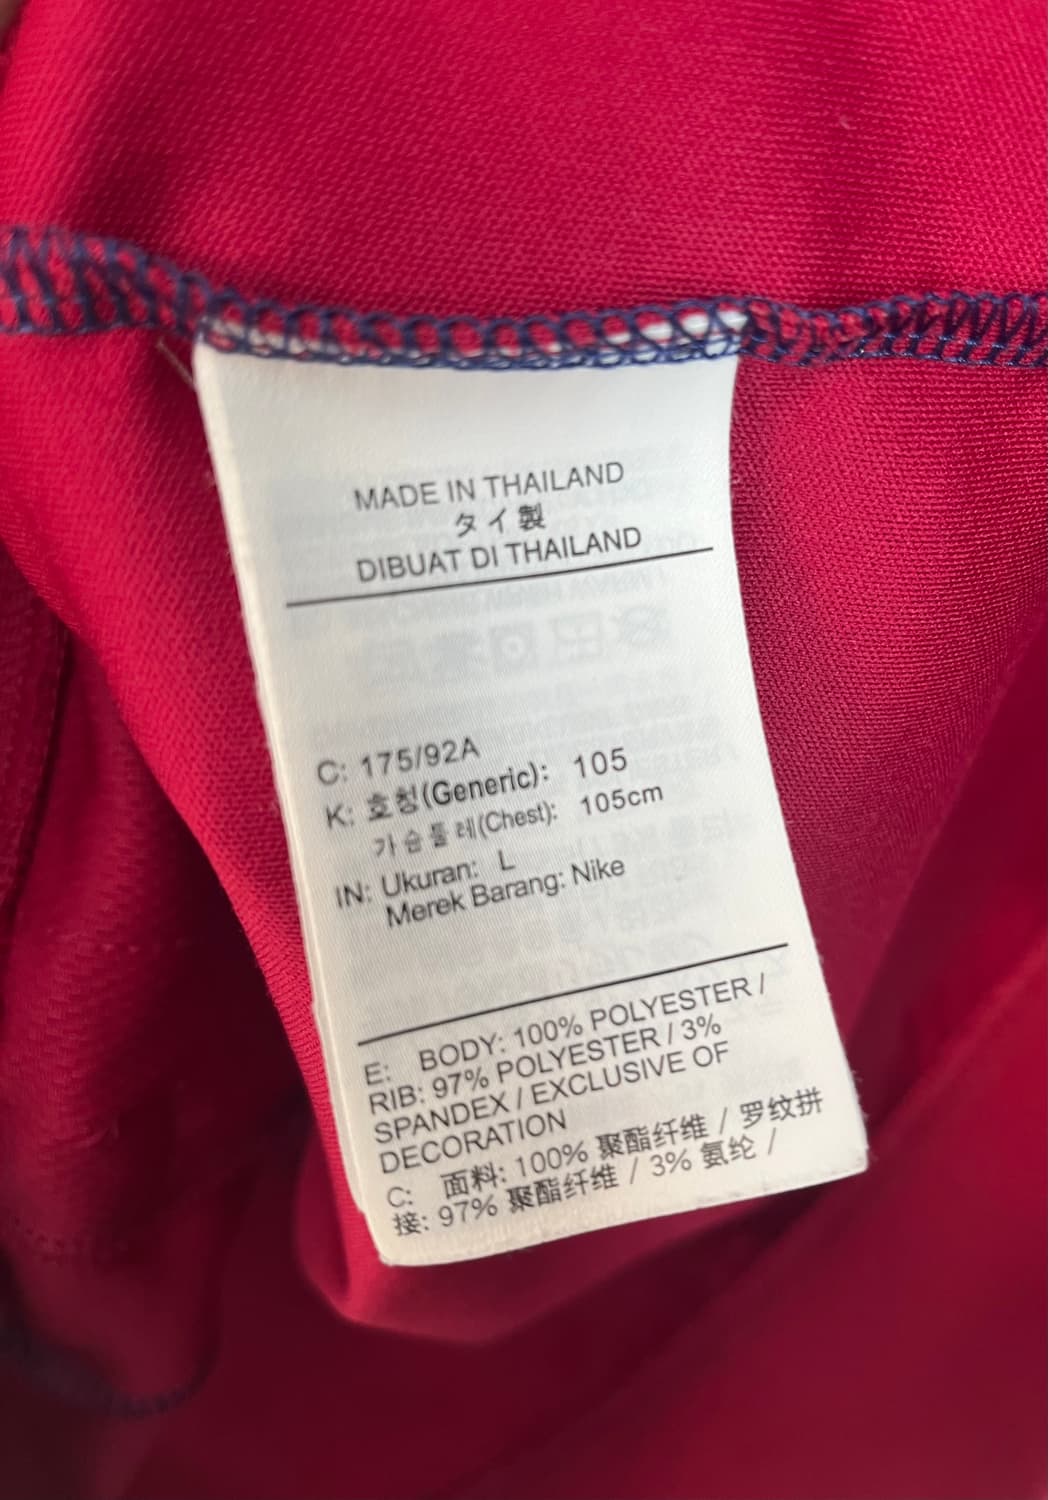 MADE IN THAILAND
タイ製
DIBUAT DI THAILAND
C: 175/92A
K: 호칭(Generic): 105
가슴둘레(Chest): 105cm
IN: Ukuran: L
Merek Barang: Nike
E: BODY: 100% POLYESTER /
RIB: 97% POLYESTER / 3%
SPANDEX / EXCLUSIVE OF
DECORATION
C: 面料: 100% 聚酯纤维 / 罗纹拼
接: 97% 聚酯纤维 / 3% 氨纶 /